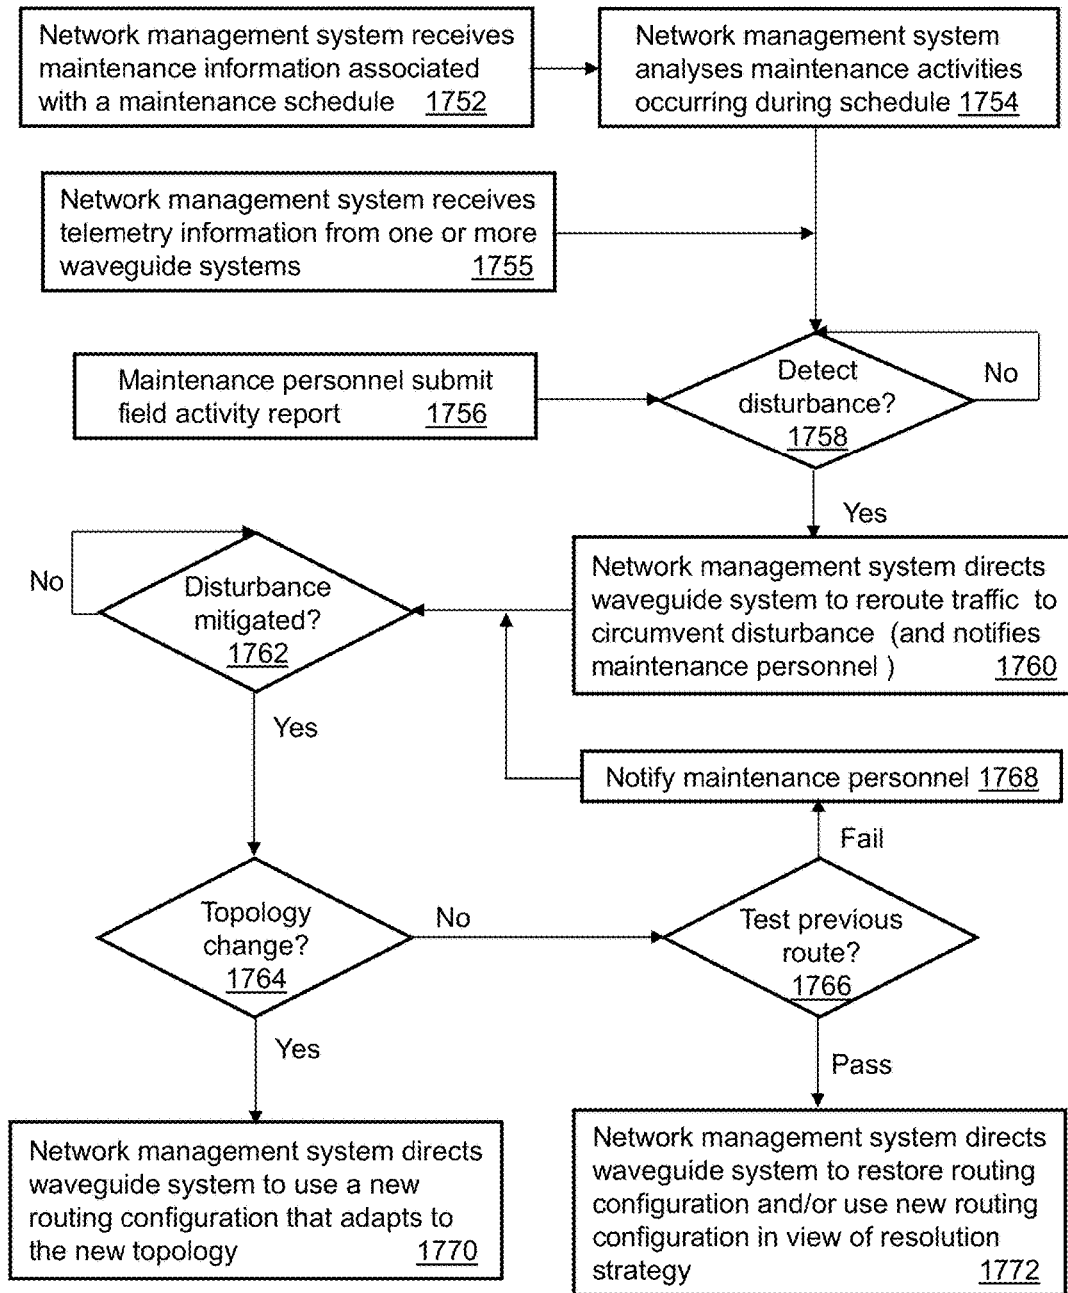 Network management system receives
maintenance information associated
with a maintenance schedule 1752
Network management system
analyses maintenance activities
occurring during schedule 1754
Network management system receives
telemetry information from one or more
waveguide systems 1755
Maintenance personnel submit
field activity report 1756
Detect
disturbance?
1758
No
Yes
Network management system directs
waveguide system to reroute traffic to
circumvent disturbance (and notifies
maintenance personnel ) 1760
No
Disturbance
mitigated?
1762
Yes
Notify maintenance personnel 1768
Fail
Topology
change?
1764
No
Test previous
route?
1766
Yes
Pass
Network management system directs
waveguide system to use a new
routing configuration that adapts to
the new topology 1770
Network management system directs
waveguide system to restore routing
configuration and/or use new routing
configuration in view of resolution
strategy 1772